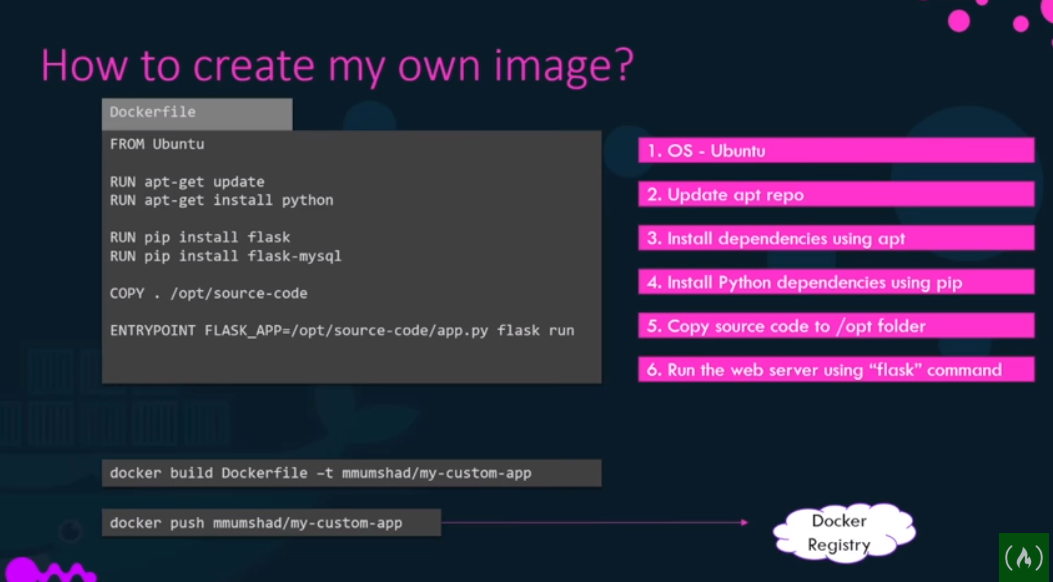 How to create my own image?
Dockerfile
FROM Ubuntu
RUN apt-get update
RUN apt-get install python
RUN pip install flask
RUN pip install flask-mysql
COPY . /opt/source-code
ENTRYPOINT FLASK_APP=/opt/source-code/app.py flask run
1. OS - Ubuntu
2. Update apt repo
3. Install dependencies using apt
4. Install Python dependencies using pip
5. Copy source code to /opt folder
6. Run the web server using “flask” command
docker build Dockerfile –t mmumshad/my-custom-app
docker push mmumshad/my-custom-app
Docker
Registry